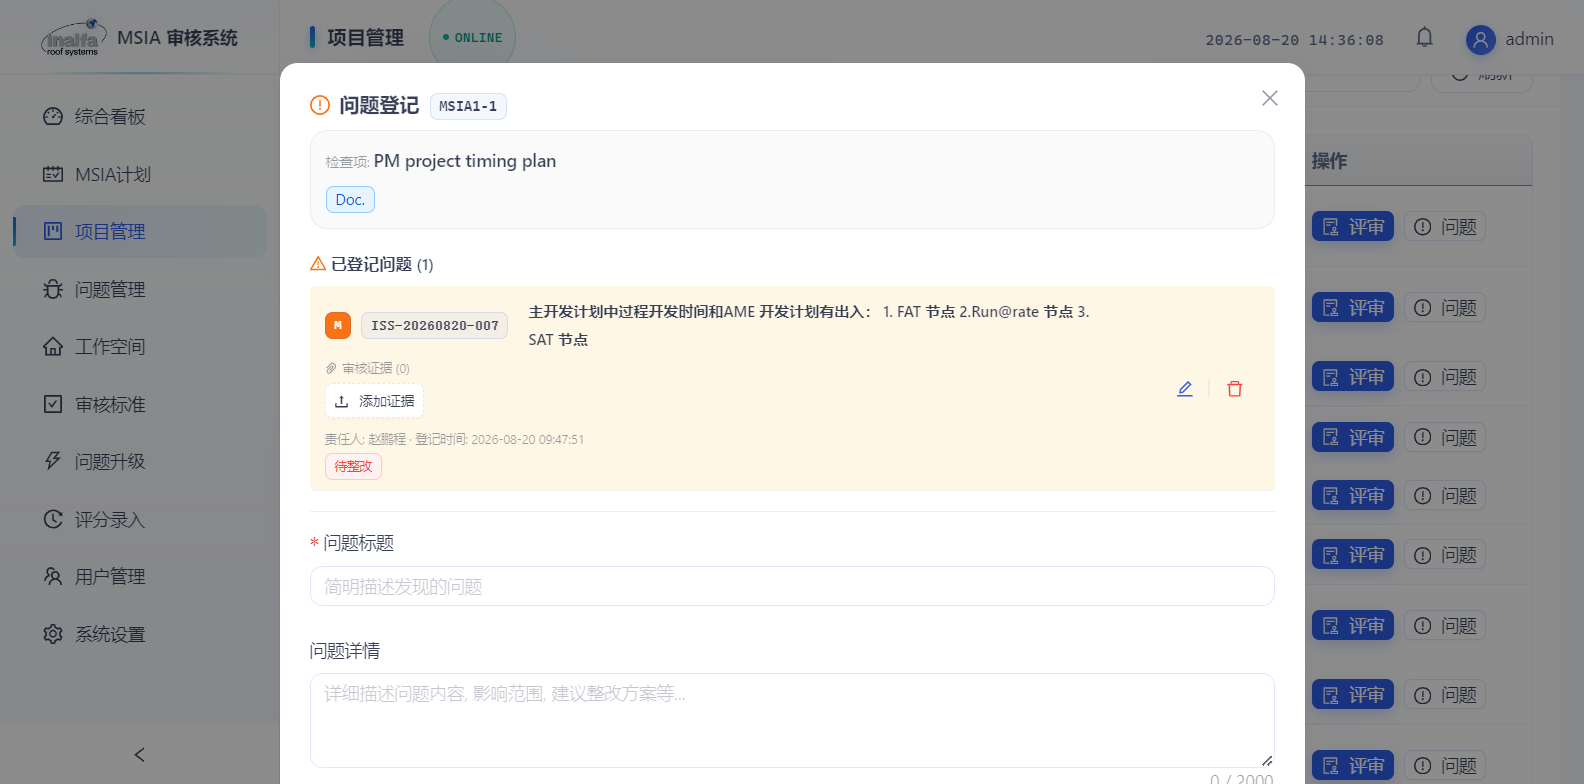 inalfa
roof systems
MSIA 审核系统
项目管理
ONLINE
2026-08-20 14:36:08
admin
综合看板
MSIA计划
项目管理
问题管理
工作空间
审核标准
问题升级
评分录入
用户管理
系统设置
问题登记 MSIA1-1
检查项: PM project timing plan
Doc.
已登记问题 (1)
M ISS-20260820-007
主开发计划中过程开发时间和AME 开发计划有出入： 1. FAT 节点 2.Run@rate 节点 3.
SAT 节点
审核证据 (0)
添加证据
责任人: 赵鹏程 · 登记时间: 2026-08-20 09:47:51
待整改
* 问题标题
简明描述发现的问题
问题详情
详细描述问题内容, 影响范围, 建议整改方案等...
0 / 2000
刷新
操作
评审 问题
评审 问题
评审 问题
评审 问题
评审 问题
评审 问题
评审 问题
评审 问题
评审 问题